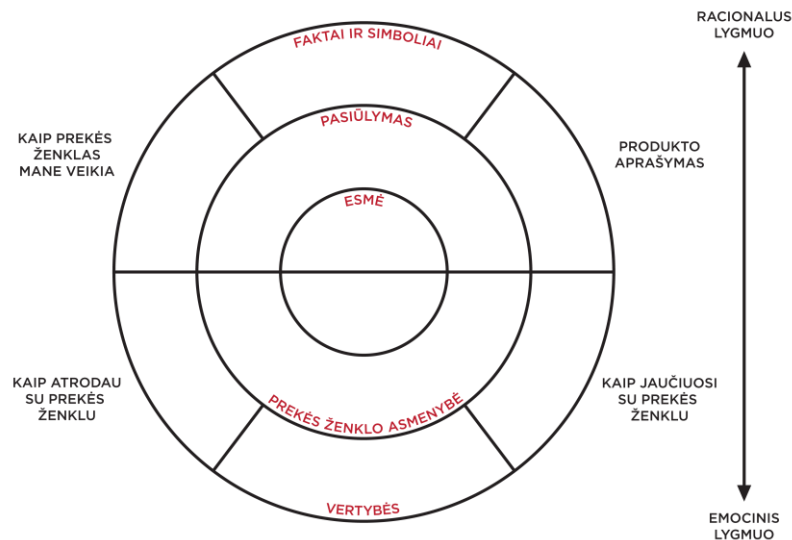 RACIONALUS
LYGMUO
FAKTAI IR SIMBOLIAI
PASIŪLYMAS
KAIP PREKĖS
ŽENKLAS
MANE VEIKIA
PRODUKTO
APRAŠYMAS
ESMĖ
KAIP ATRODAU
SU PREKĖS
ŽENKLU
KAIP JAUČIUOSI
SU PREKĖS
ŽENKLU
PREKĖS ŽENKLO ASMENYBĖ
VERTYBĖS
EMOCINIS
LYGMUO